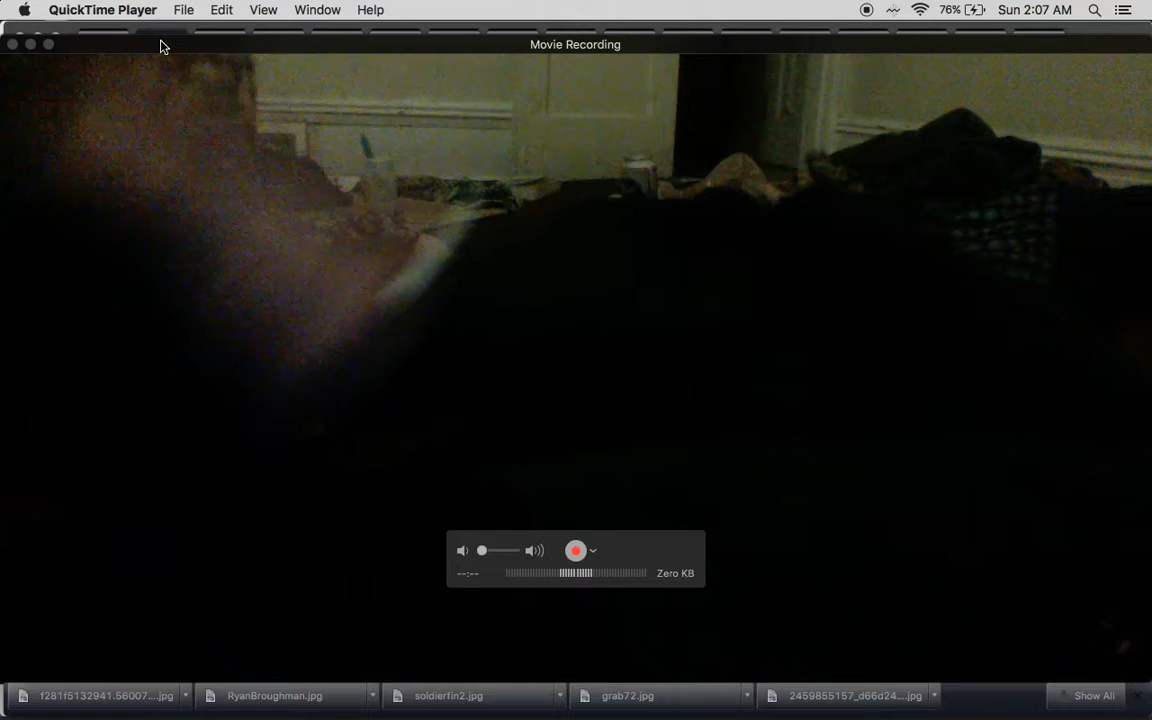 QuickTime Player File Edit View Window Help 76% Sun 2:07 AM
Movie Recording
--:-- Zero KB
f281f5132941.56007....jpg RyanBroughman.jpg soldierfin2.jpg grab72.jpg 2459855157_d66d24....jpg Show All